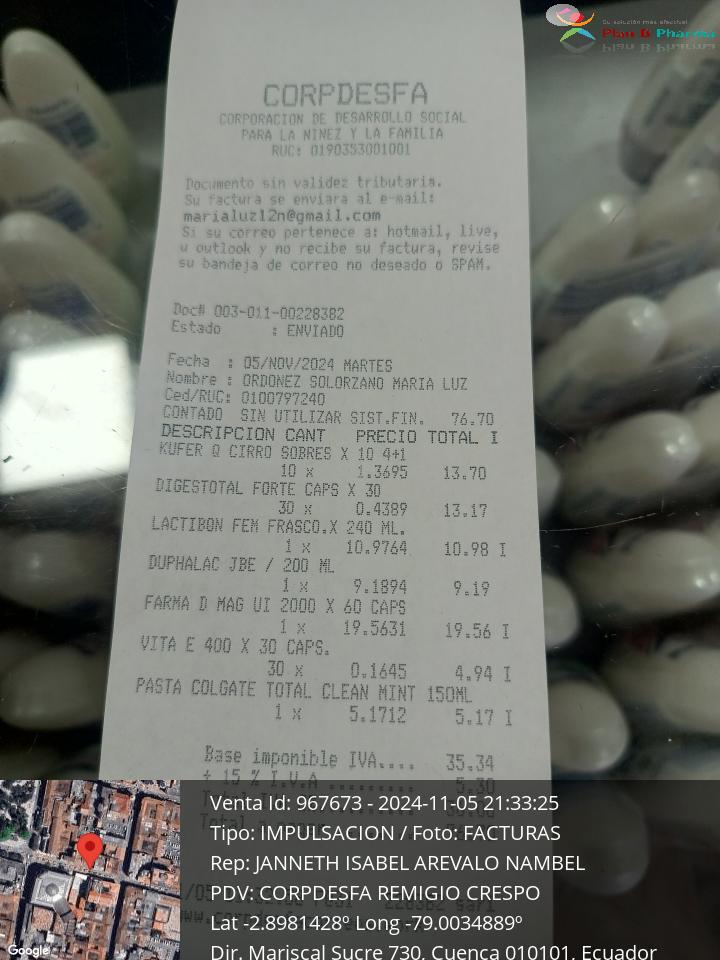 Su solución más efectiva!
Plan B Pharma
CORPDESFA
CORPORACION DE DESARROLLO SOCIAL
PARA LA NINEZ Y LA FAMILIA
RUC: 0190353001001
Documento sin validez tributaria.
Su factura se enviara al e-mail:
marialuz12n@gmail.com
Si su correo pertenece a: hotmail, live,
u outlook y no recibe su factura, revise
su bandeja de correo no deseado o SPAM.
Doc# 003-011-00228382
Estado : ENVIADO
Fecha : 05/NOV/2024 MARTES
Nombre : ORDONEZ SOLORZANO MARIA LUZ
Ced/RUC: 0100797240
CONTADO SIN UTILIZAR SIST.FIN. 76.70
DESCRIPCION CANT PRECIO TOTAL I
KUFER Q CIRRO SOBRES X 10 4+1
10 x 1.3695 13.70
DIGESTOTAL FORTE CAPS X 30
30 x 0.4389 13.17
LACTIBON FEM FRASCO.X 240 ML.
1 x 10.9764 10.98 I
DUPHALAC JBE / 200 ML
1 x 9.1894 9.19
FARMA D MAG UI 2000 X 60 CAPS
1 x 19.5631 19.56 I
VITA E 400 X 30 CAPS.
30 x 0.1645 4.94 I
PASTA COLGATE TOTAL CLEAN MINT 150ML
1 x 5.1712 5.17 I
Base imponible IVA.... 35.34
+ 15 % I.V.A ......... 5.30
Venta Id: 967673 - 2024-11-05 21:33:25
Tipo: IMPULSACION / Foto: FACTURAS
Rep: JANNETH ISABEL AREVALO NAMBEL
PDV: CORPDESFA REMIGIO CRESPO
Lat -2.8981428º Long -79.0034889º
Dir. Mariscal Sucre 730, Cuenca 010101, Ecuador
Google